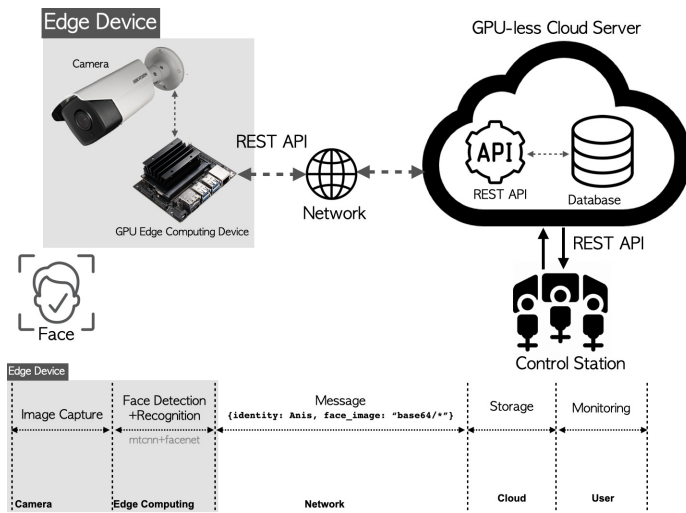 Edge Device
GPU-less Cloud Server
Camera
REST API
API
REST API
Database
Network
GPU Edge Computing Device
REST API
Face
Control Station
Edge Device
Image Capture
Face Detection
+Recognition
mtcnn+facenet
Message
{identity: Anis, face_image: “base64/*”}
Storage
Monitoring
Camera
Edge Computing
Network
Cloud
User